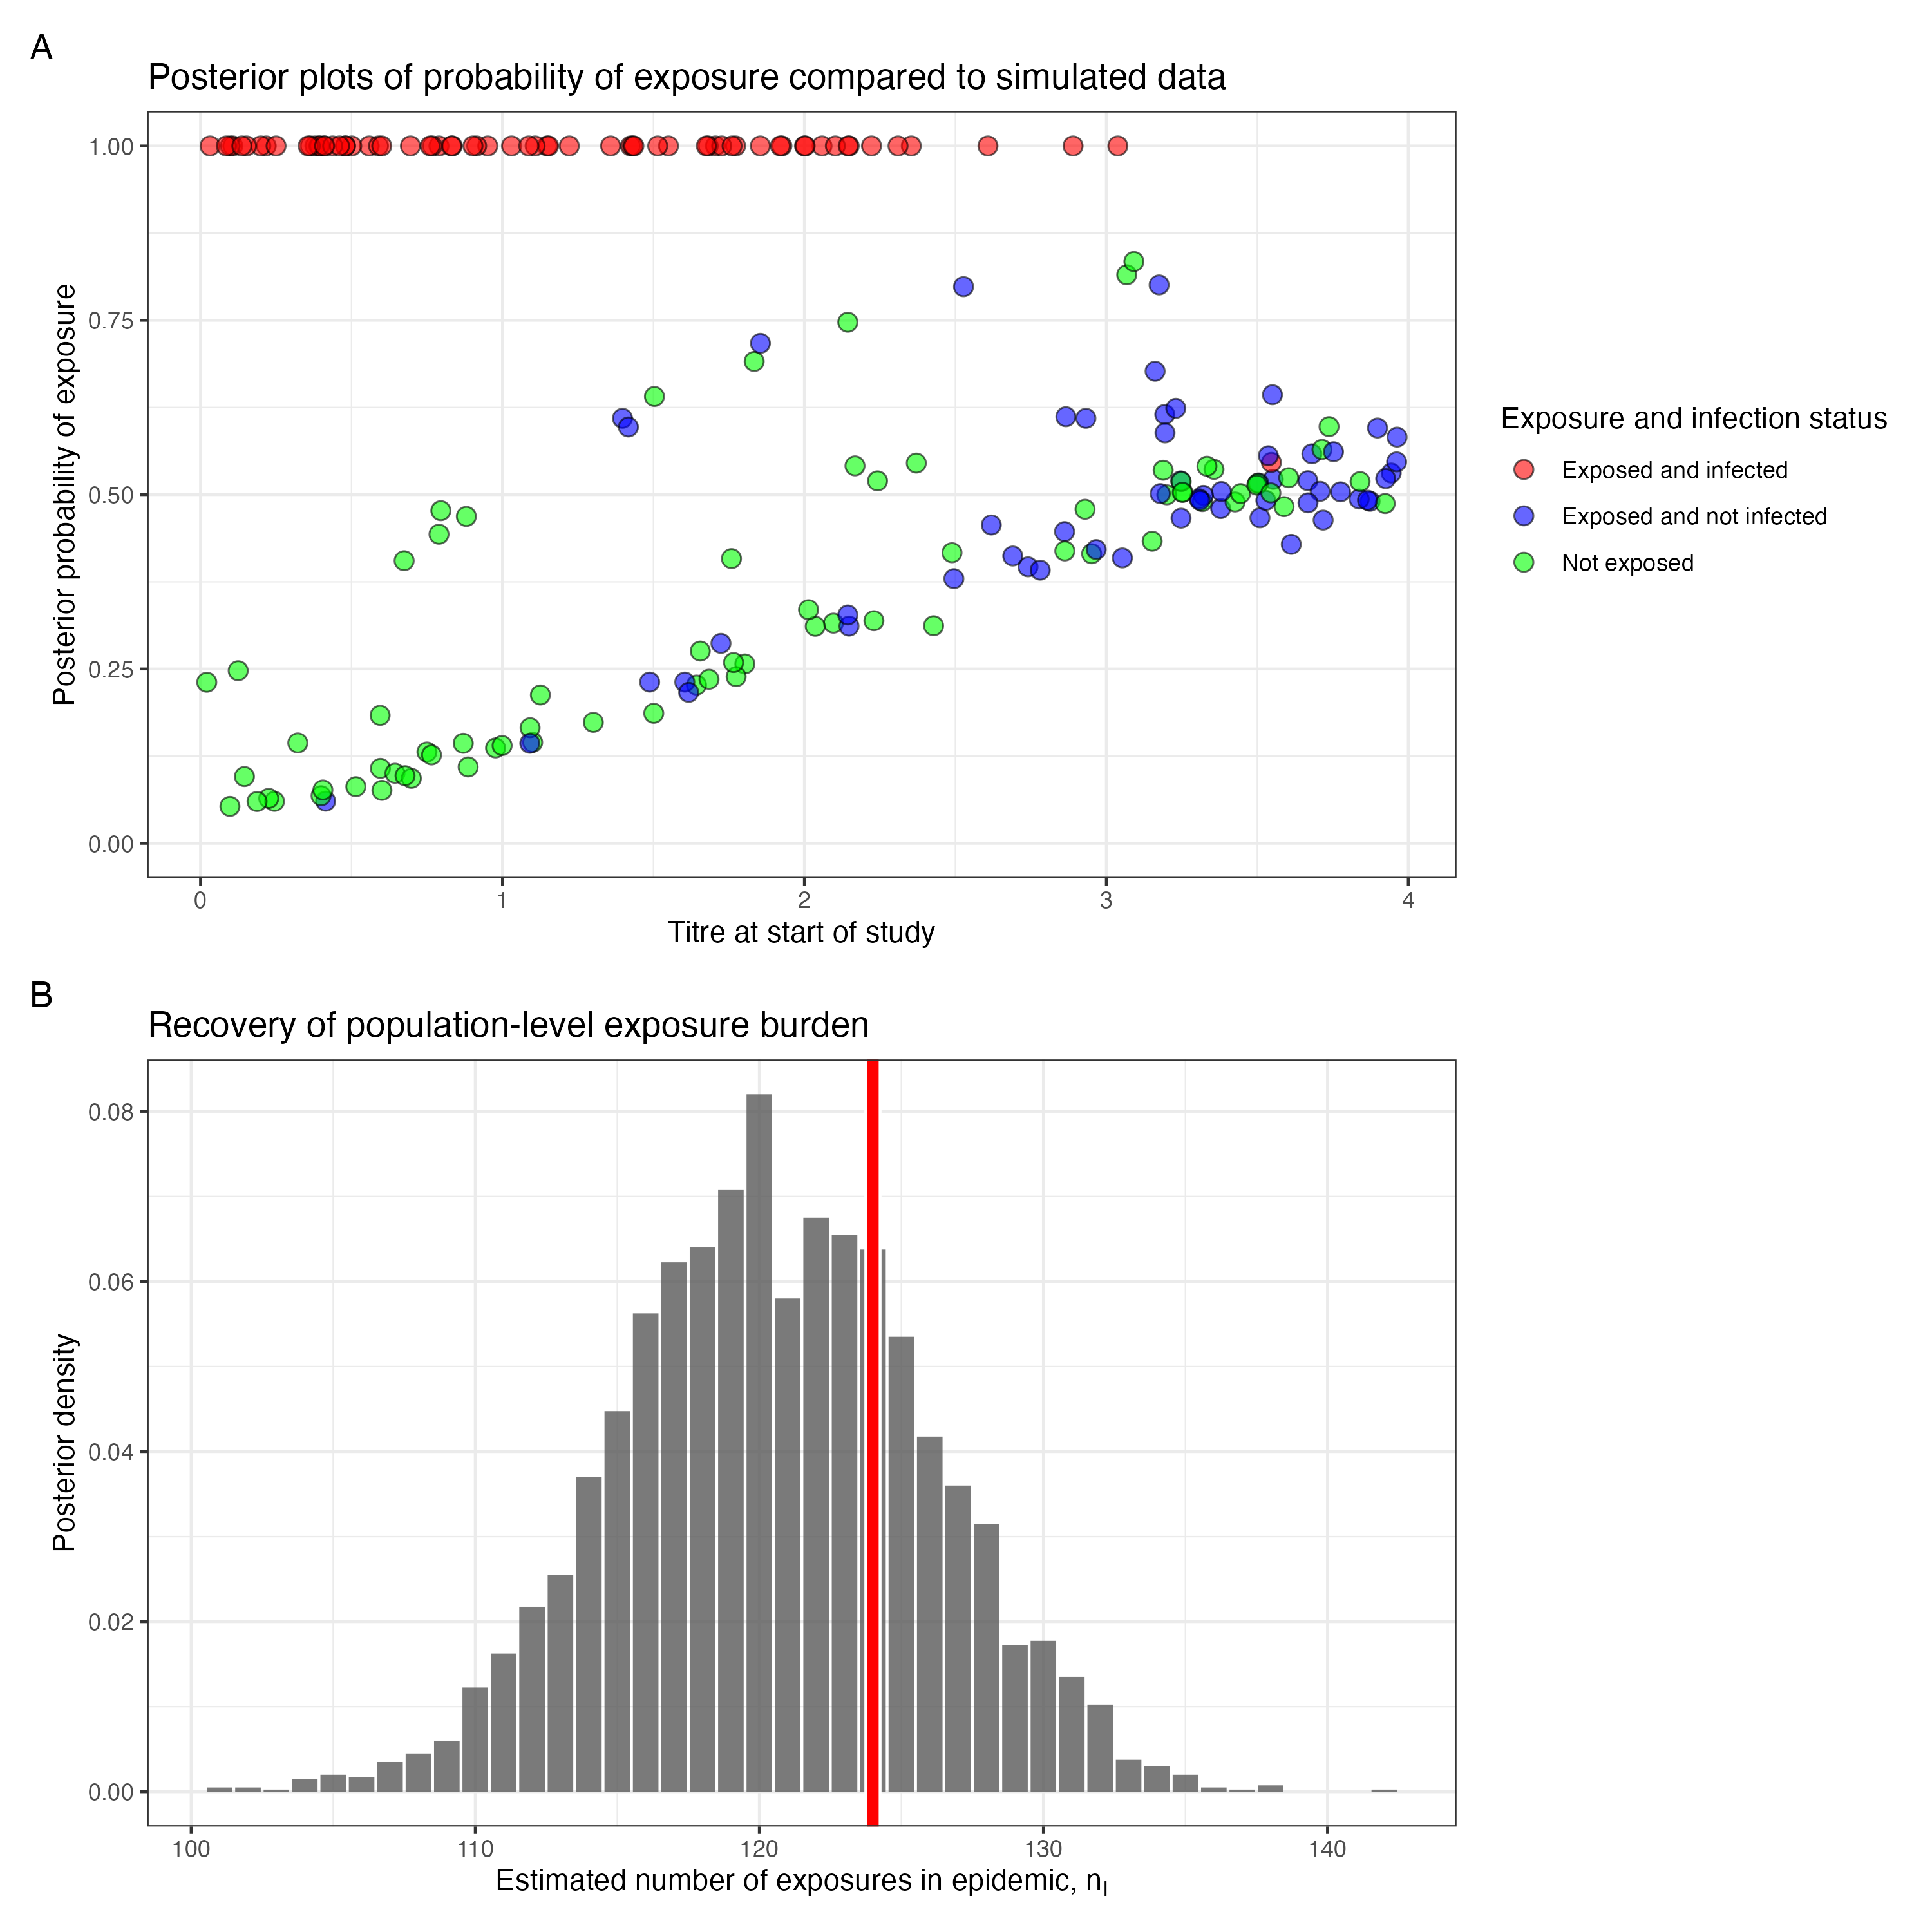 A
Posterior plots of probability of exposure compared to simulated data
Posterior probability of exposure
1.00
0.75
0.50
0.25
0.00
0 1 2 3 4
Titre at start of study
Exposure and infection status
Exposed and infected
Exposed and not infected
Not exposed
B
Recovery of population-level exposure burden
Posterior density
0.08
0.06
0.04
0.02
0.00
100 110 120 130 140
Estimated number of exposures in epidemic, n_I